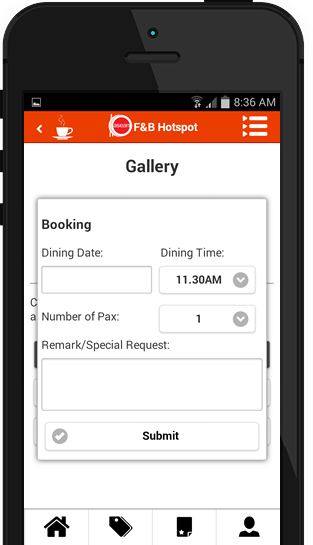 8:36 AM
F&B Hotspot
Gallery
Booking
Dining Date: Dining Time:
11.30AM
C
a
Number of Pax: 1
Remark/Special Request:
Submit